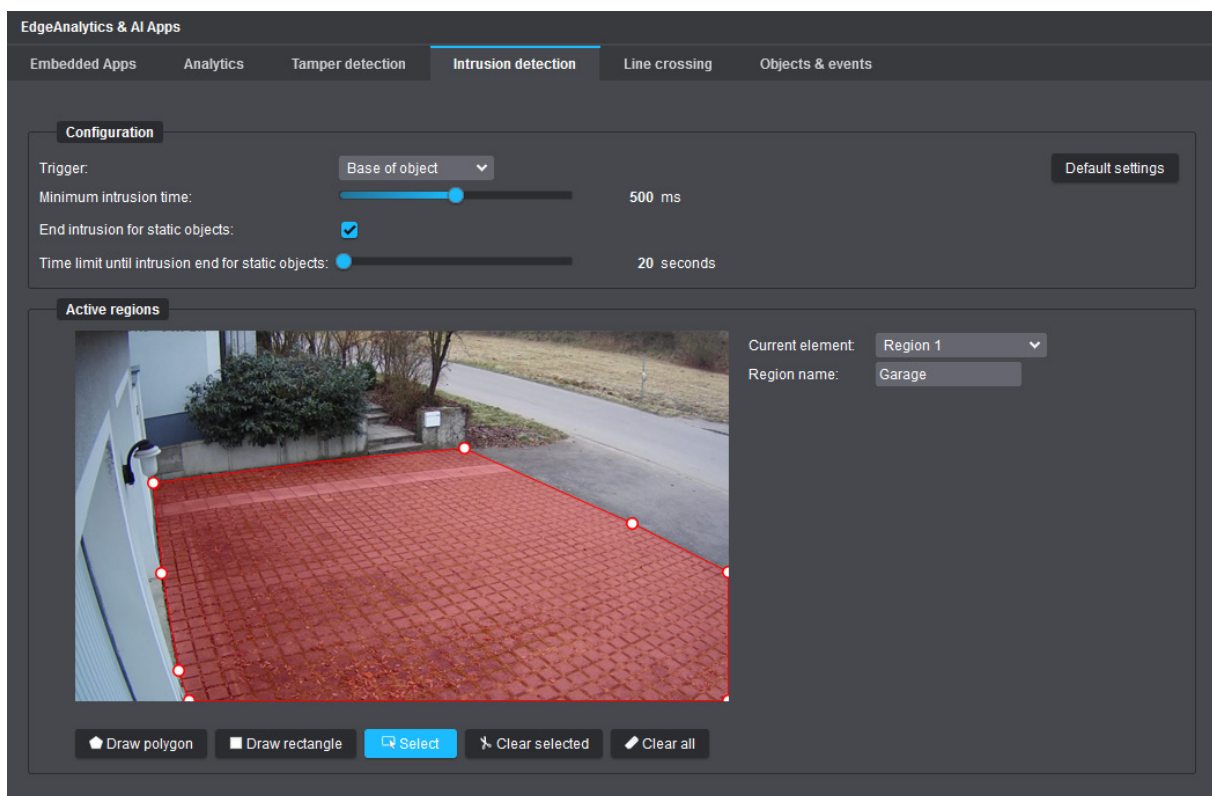 EdgeAnalytics & AI Apps
Embedded Apps Analytics Tamper detection Intrusion detection Line crossing Objects & events
Configuration
Trigger: Base of object Default settings
Minimum intrusion time: 500 ms
End intrusion for static objects:
Time limit until intrusion end for static objects: 20 seconds
Active regions
Current element: Region 1
Region name: Garage
Draw polygon Draw rectangle Select Clear selected Clear all